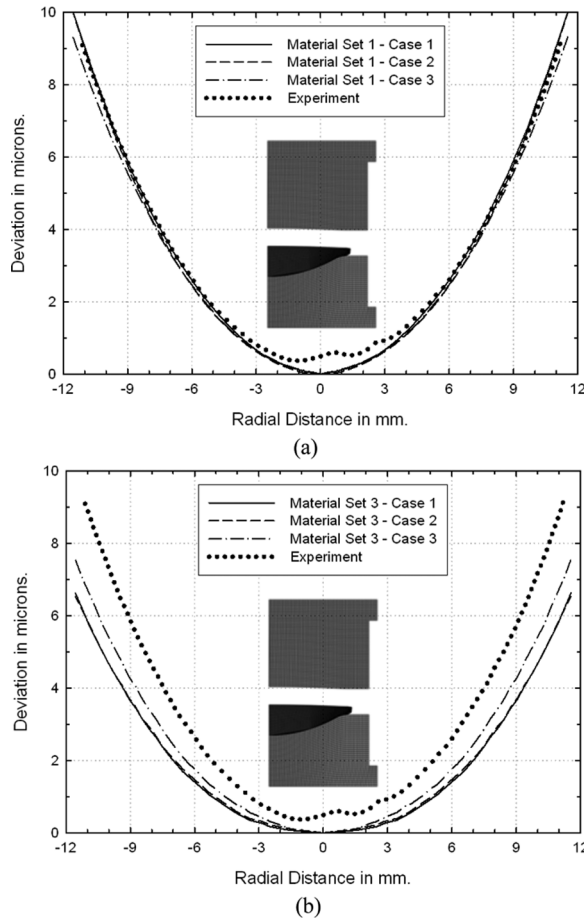 10
8
6
4
2
0
Deviation in microns.
Material Set 1 - Case 1
Material Set 1 - Case 2
Material Set 1 - Case 3
Experiment
-12 -9 -6 -3 0 3 6 9 12
Radial Distance in mm.
(a)
10
8
6
4
2
0
Deviation in microns.
Material Set 3 - Case 1
Material Set 3 - Case 2
Material Set 3 - Case 3
Experiment
-12 -9 -6 -3 0 3 6 9 12
Radial Distance in mm.
(b)